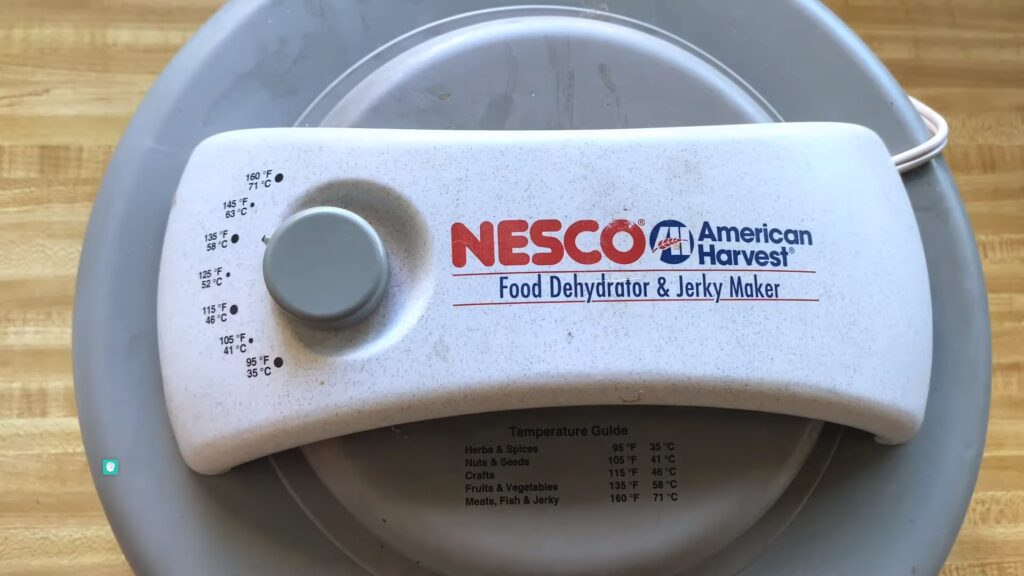 160 °F
71 °C
145 °F
63 °C
135 °F
58 °C
125 °F
52 °C
115 °F
46 °C
105 °F
41 °C
95 °F
35 °C
NESCO® American
Harvest®
Food Dehydrator & Jerky Maker
Temperature Guide
Herbs & Spices 95 °F 35 °C
Nuts & Seeds 105 °F 41 °C
Crafts 115 °F 46 °C
Fruits & Vegetables 135 °F 58 °C
Meats, Fish & Jerky 160 °F 71 °C